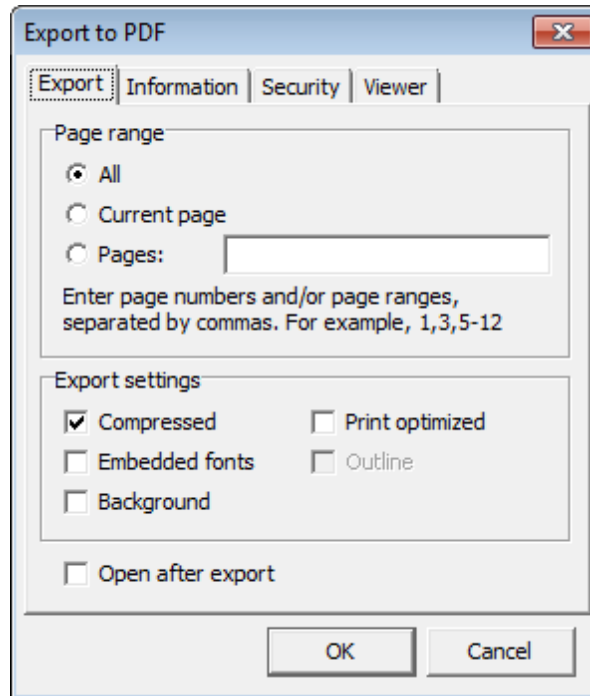 Export to PDF
Export Information Security Viewer
Page range
All
Current page
Pages:
Enter page numbers and/or page ranges,
separated by commas. For example, 1,3,5-12
Export settings
Compressed Print optimized
Embedded fonts Outline
Background
Open after export
OK Cancel